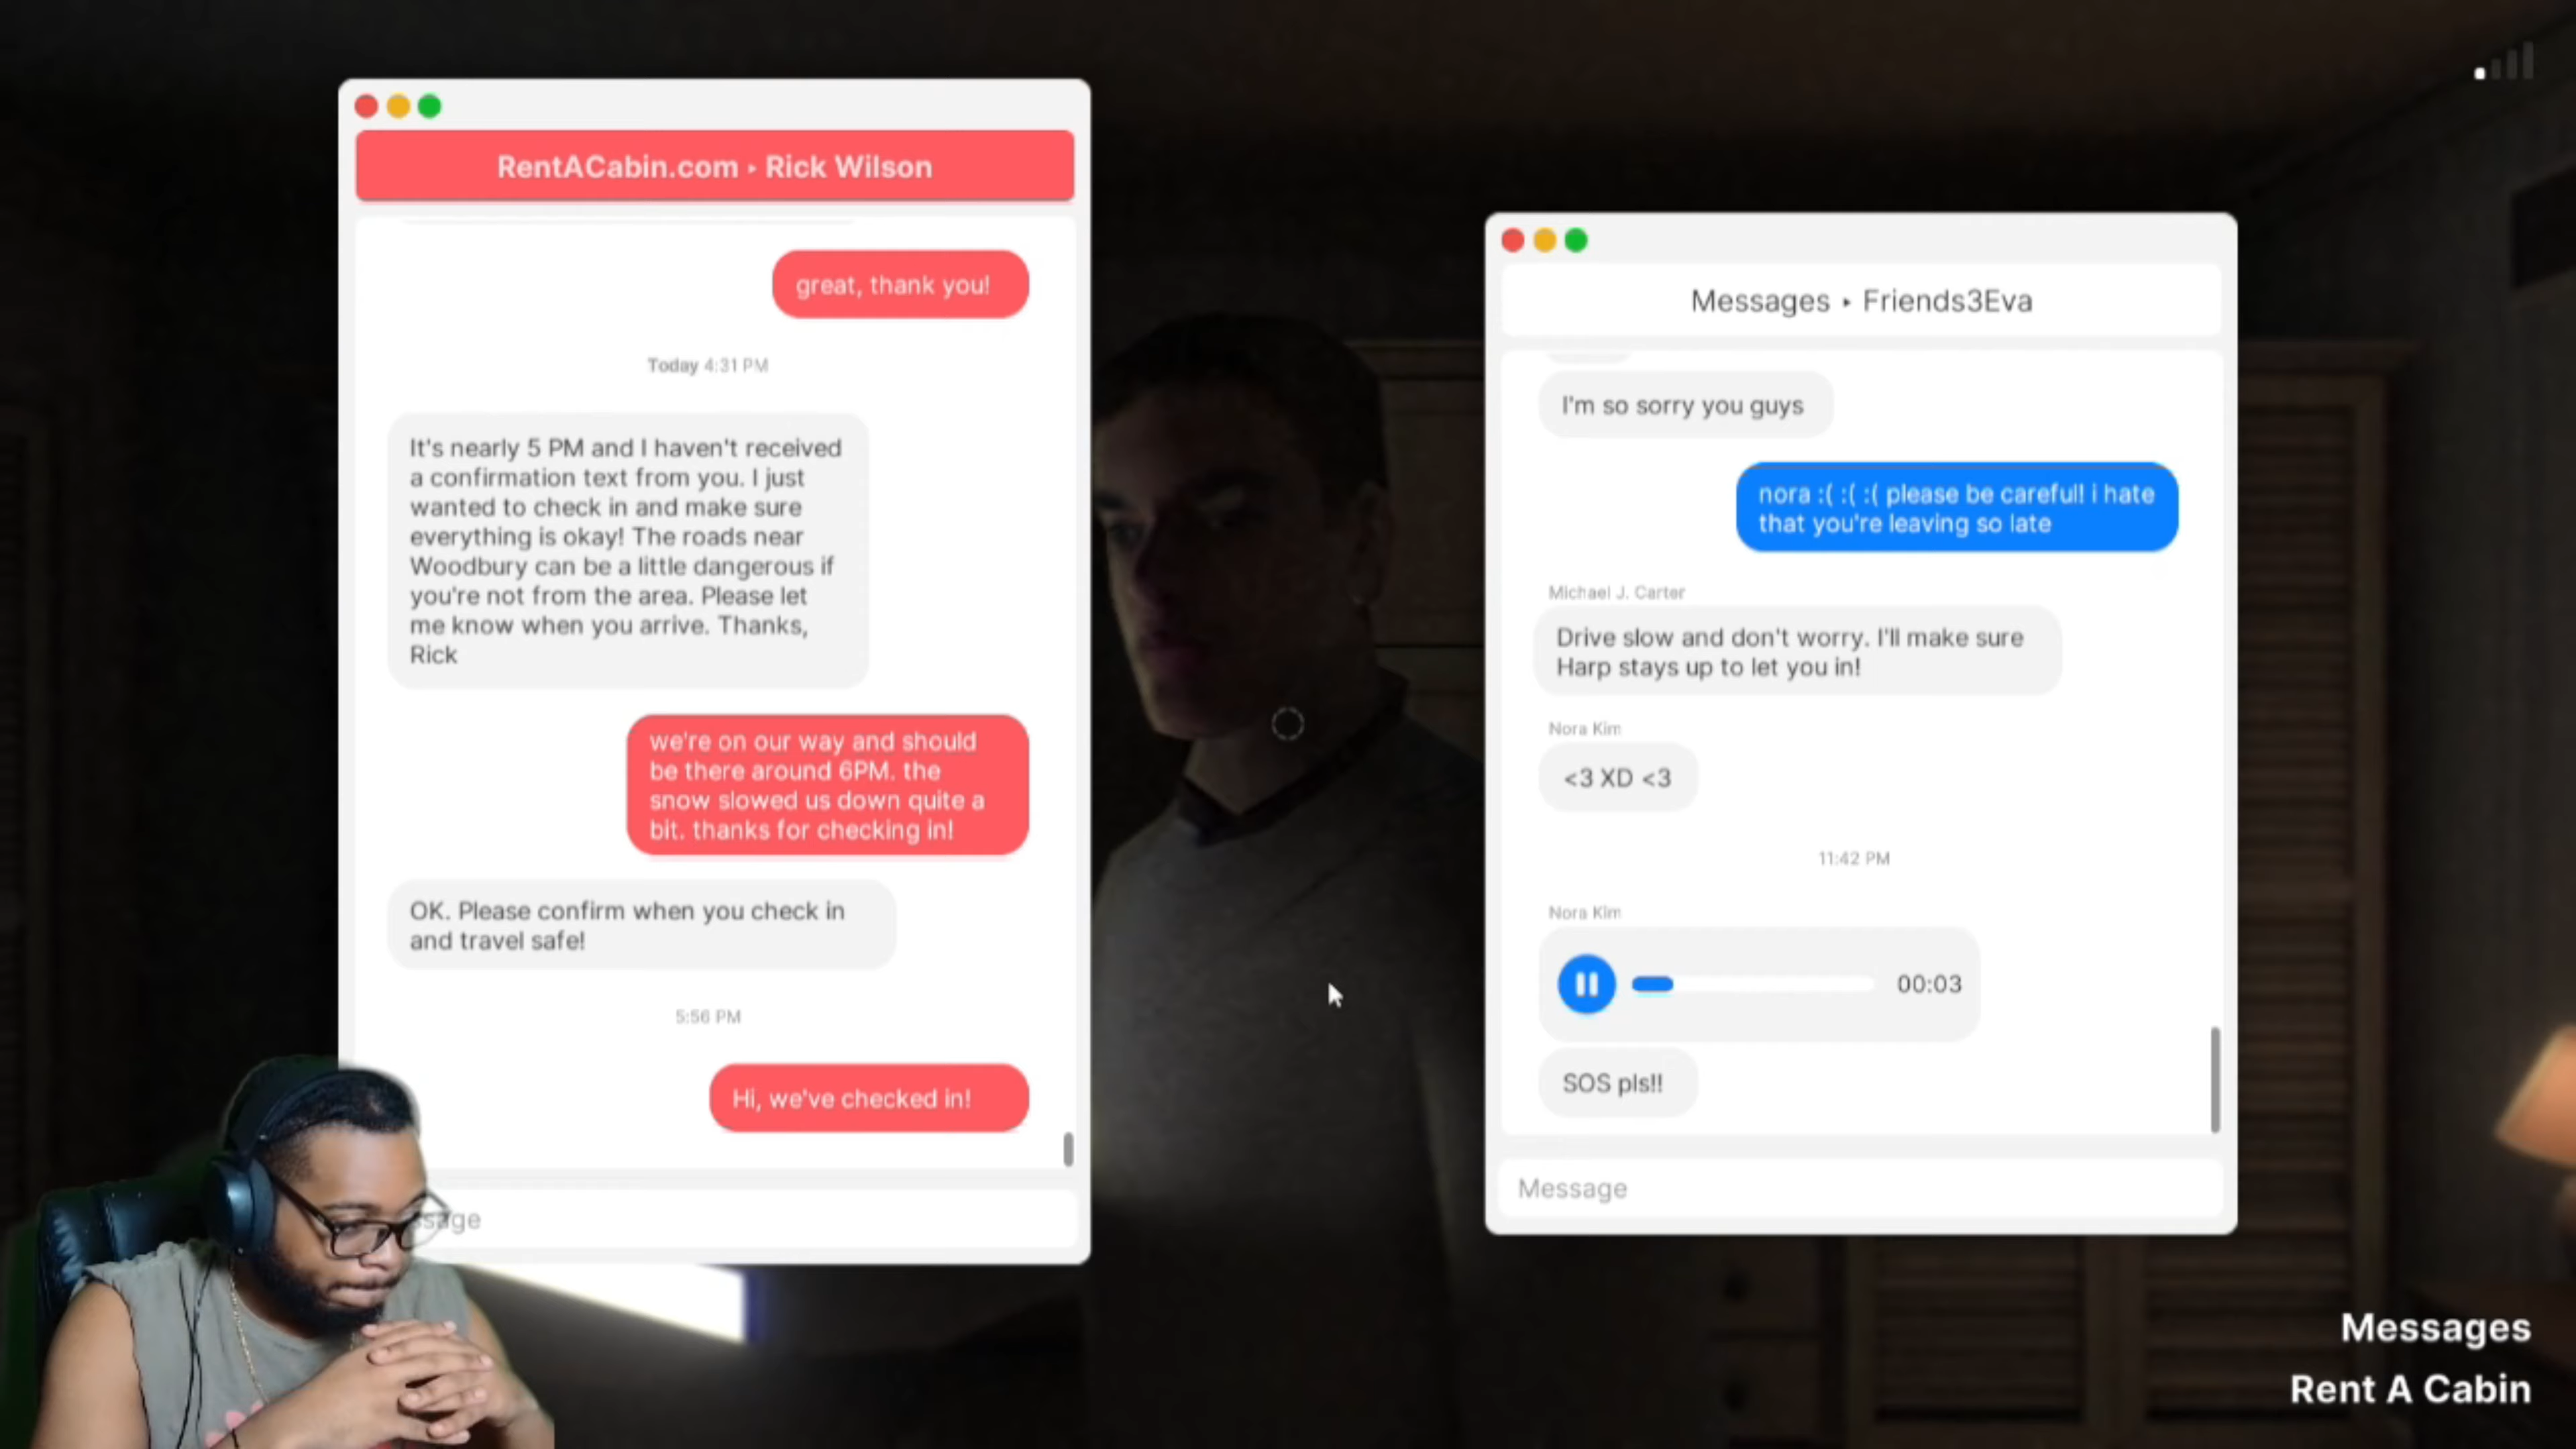 RentACabin.com ‣ Rick Wilson
great, thank you!
Today 4:31 PM
It's nearly 5 PM and I haven't received
a confirmation text from you. I just
wanted to check in and make sure
everything is okay! The roads near
Woodbury can be a little dangerous if
you're not from the area. Please let
me know when you arrive. Thanks,
Rick
we're on our way and should
be there around 6PM. the
snow slowed us down quite a
bit. thanks for checking in!
OK. Please confirm when you check in
and travel safe!
5:56 PM
Hi, we've checked in!
Messages ‣ Friends3Eva
I'm so sorry you guys
nora :( :( :( please be careful! i hate
that you're leaving so late
Michael J. Carter
Drive slow and don't worry. I'll make sure
Harp stays up to let you in!
Nora Kim
<3 XD <3
11:42 PM
Nora Kim
00:03
SOS pls!!
Message
Messages
Rent A Cabin